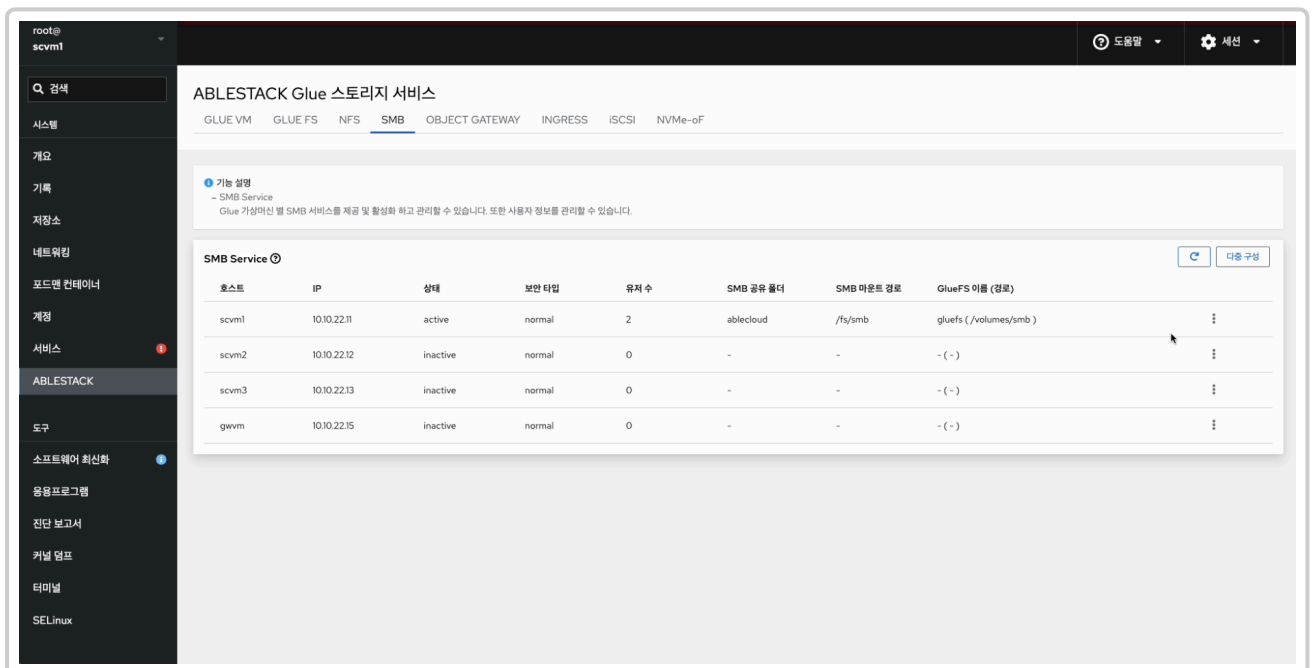 root@
scvm1
도움말
세션
검색
시스템
개요
기록
저장소
네트워킹
포드맨 컨테이너
계정
서비스
ABLESTACK
도구
소프트웨어 최신화
응용프로그램
진단 보고서
커널 덤프
터미널
SELinux
ABLESTACK Glue 스토리지 서비스
GLUE VM GLUE FS NFS SMB OBJECT GATEWAY INGRESS iSCSI NVMe-oF
기능 설명
- SMB Service
Glue 가상머신 별 SMB 서비스를 제공 및 활성화 하고 관리할 수 있습니다. 또한 사용자 정보를 관리할 수 있습니다.
SMB Service
다중 구성
호스트 IP 상태 보안 타입 유저 수 SMB 공유 폴더 SMB 마운트 경로 GlueFS 이름 (경로)
scvm1 10.10.22.11 active normal 2 ablecloud /fs/smb gluefs ( /volumes/smb )
scvm2 10.10.22.12 inactive normal 0 - - - ( - )
scvm3 10.10.22.13 inactive normal 0 - - - ( - )
gwvm 10.10.22.15 inactive normal 0 - - - ( - )